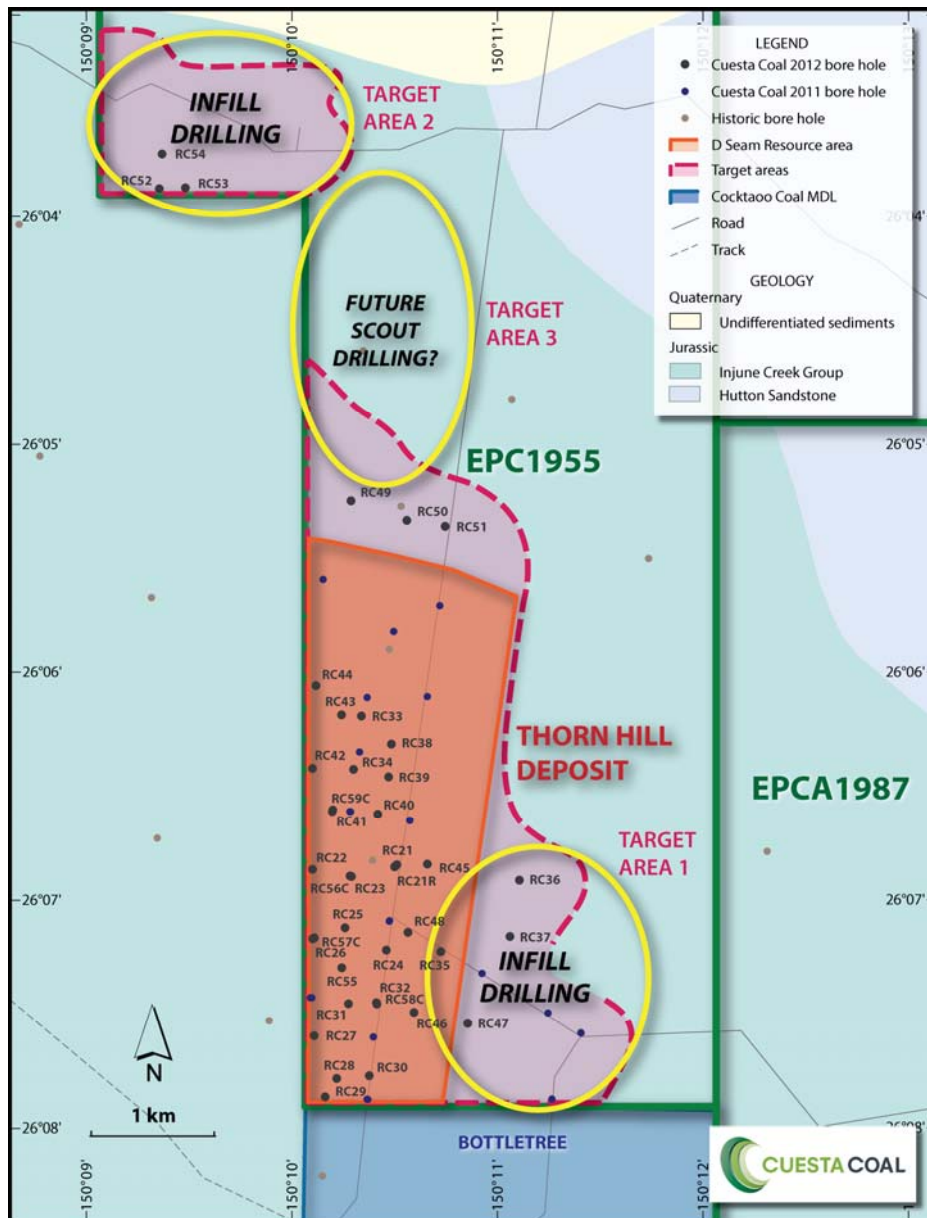 150°09'
150°10'
150°11'
150°12'
150°13'
LEGEND
Cuesta Coal 2012 bore hole
Cuesta Coal 2011 bore hole
Historic bore hole
D Seam Resource area
Target areas
Cocktaoo Coal MDL
Road
Track
GEOLOGY
Quaternary
Undifferentiated sediments
Jurassic
Injune Creek Group
Hutton Sandstone
INFILL
DRILLING
TARGET
AREA 2
RC54
RC52
RC53
26°04'
26°04'
FUTURE
SCOUT
DRILLING?
TARGET
AREA 3
26°05'
26°05'
EPC1955
RC49
RC50
RC51
26°06'
26°06'
RC44
RC43
RC33
RC38
THORN HILL
DEPOSIT
RC42
RC34
RC39
EPCA1987
RC59C
RC40
RC41
TARGET
AREA 1
RC22
RC21
RC45
RC56C
RC23
RC21R
RC36
26°07'
26°07'
RC25
RC48
RC37
RC57C
RC26
RC24
RC35
INFILL
DRILLING
RC55
RC32
RC58C
RC31
RC46
RC47
RC27
RC28
RC30
RC29
N
1 km
26°08'
26°08'
BOTTLETREE
CUESTA COAL
150°09'
150°10'
150°11'
150°12'